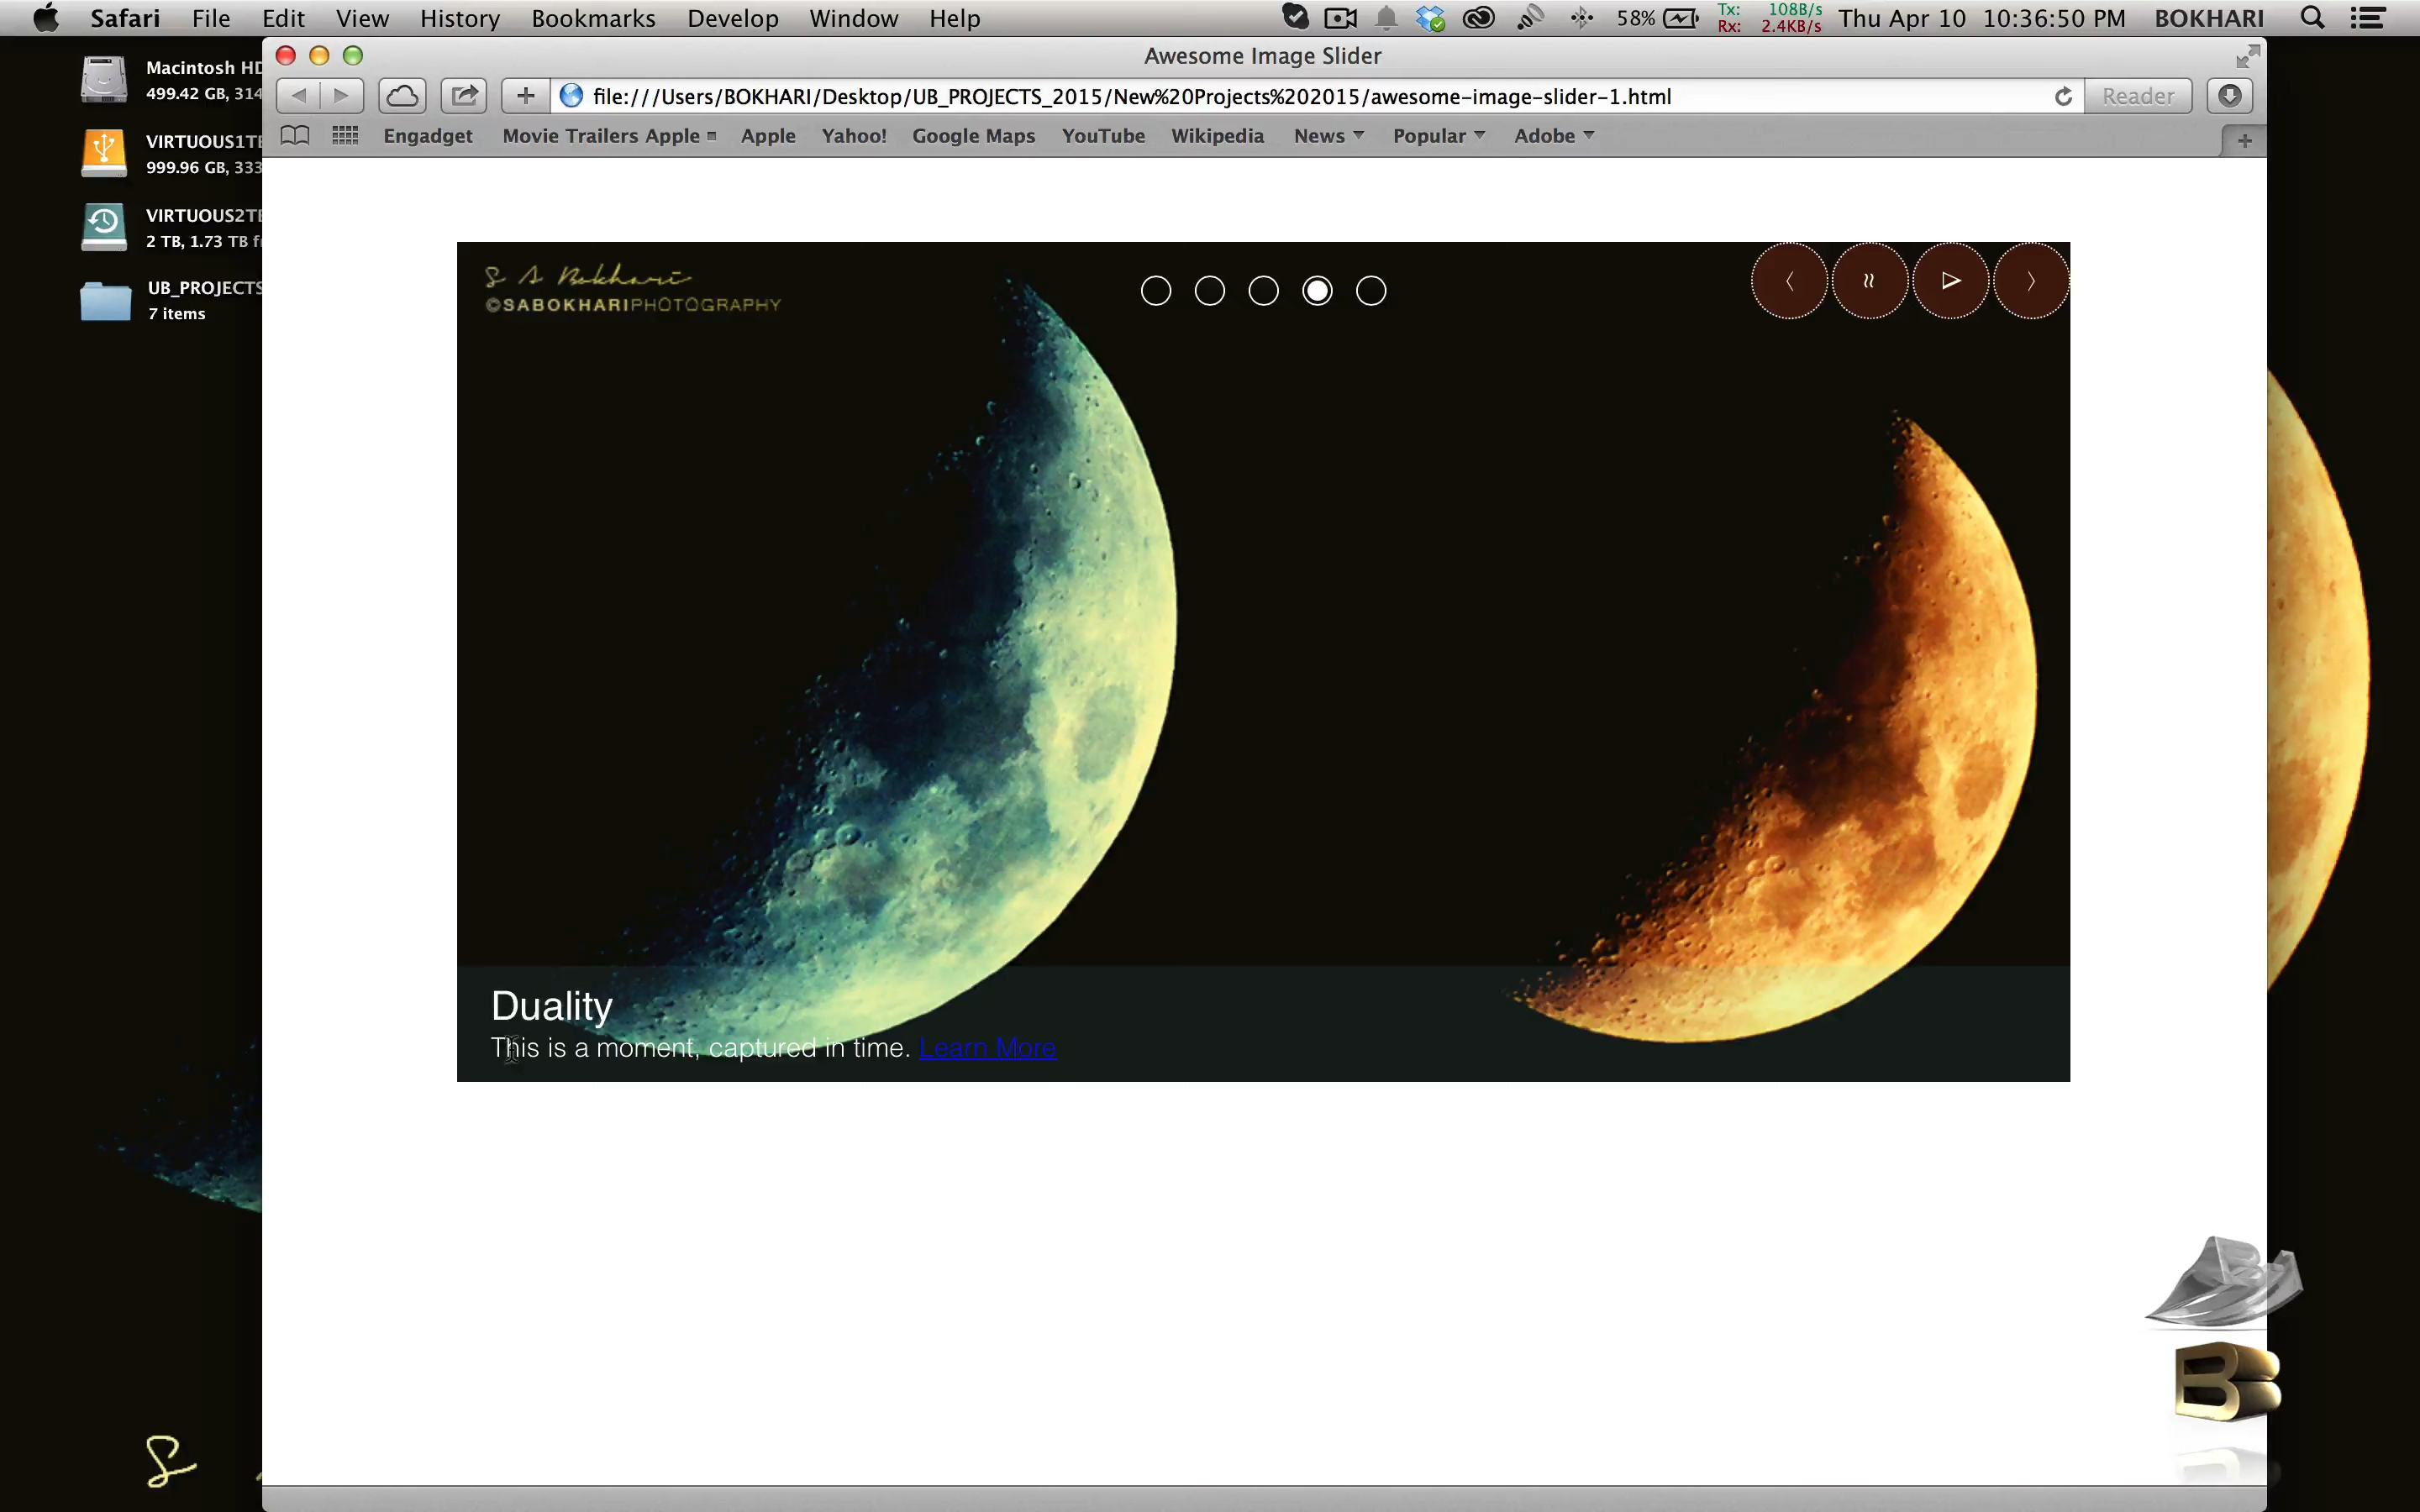 Safari File Edit View History Bookmarks Develop Window Help 58% Tx: 108B/s Rx: 2.4KB/s Thu Apr 10 10:36:50 PM BOKHARI
Awesome Image Slider
file:///Users/BOKHARI/Desktop/UB_PROJECTS_2015/New%20Projects%202015/awesome-image-slider-1.html Reader
Engadget Movie Trailers Apple Apple Yahoo! Google Maps YouTube Wikipedia News Popular Adobe
Macintosh HD
499.42 GB, 314
VIRTUOUS1TE
999.96 GB, 333
VIRTUOUS2TE
2 TB, 1.73 TB f
UB_PROJECTS
7 items
S A Bokhari
©SABOKHARIPHOTOGRAPHY
Duality
This is a moment, captured in time. Learn More
B
S